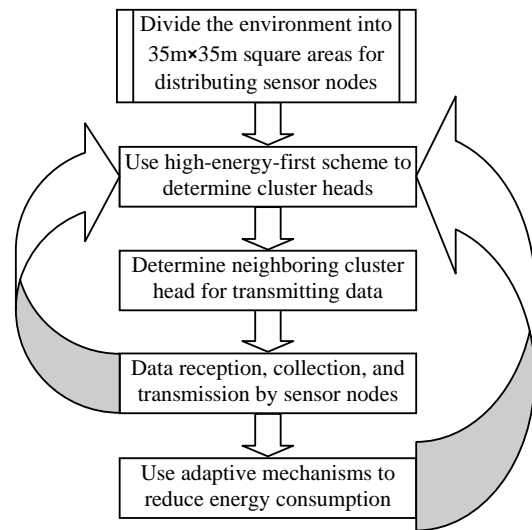 Divide the environment into
35m×35m square areas for
distributing sensor nodes
Use high-energy-first scheme to
determine cluster heads
Determine neighboring cluster
head for transmitting data
Data reception, collection, and
transmission by sensor nodes
Use adaptive mechanisms to
reduce energy consumption